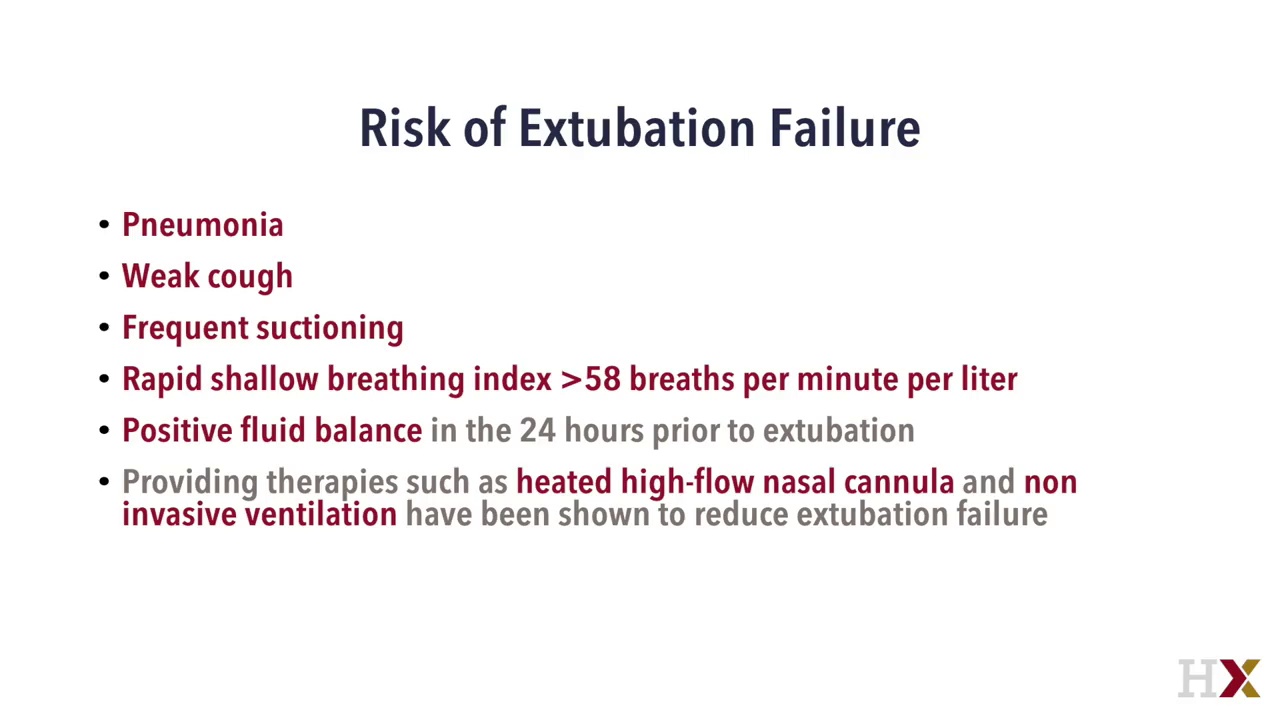 Risk of Extubation Failure
• Pneumonia
• Weak cough
• Frequent suctioning
• Rapid shallow breathing index >58 breaths per minute per liter
• Positive fluid balance in the 24 hours prior to extubation
• Providing therapies such as heated high-flow nasal cannula and non
invasive ventilation have been shown to reduce extubation failure
HX